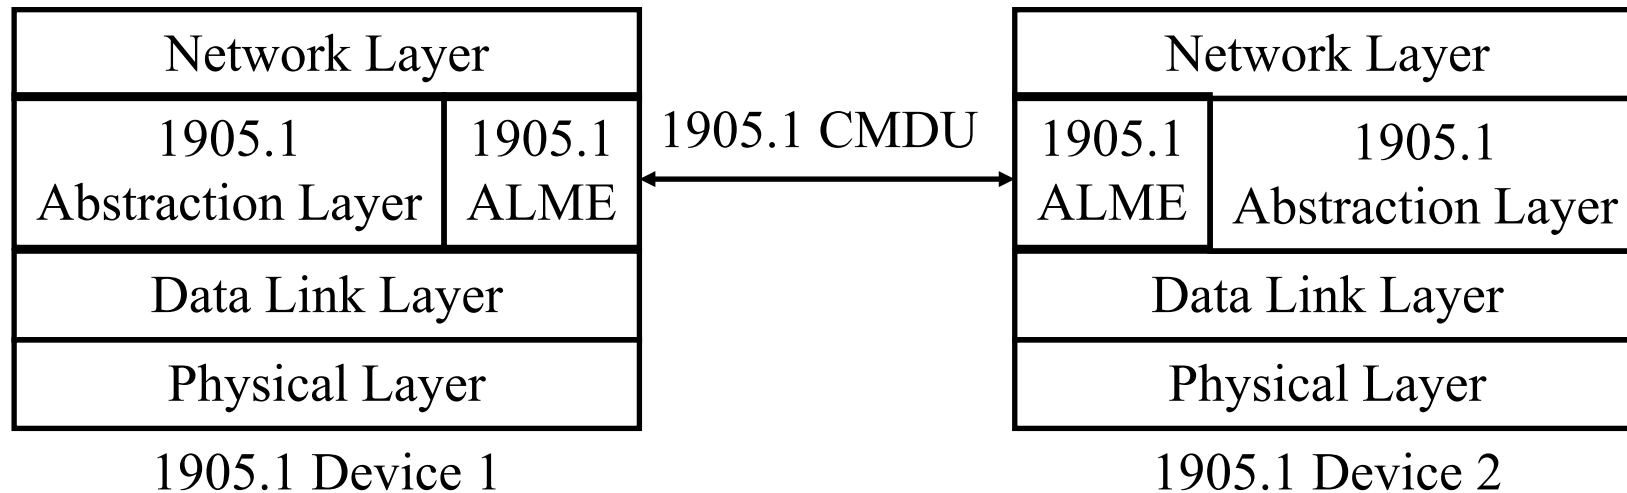 Network Layer
1905.1
Abstraction Layer
1905.1
ALME
Data Link Layer
Physical Layer
1905.1 Device 1
1905.1 CMDU
Network Layer
1905.1
ALME
1905.1
Abstraction Layer
Data Link Layer
Physical Layer
1905.1 Device 2